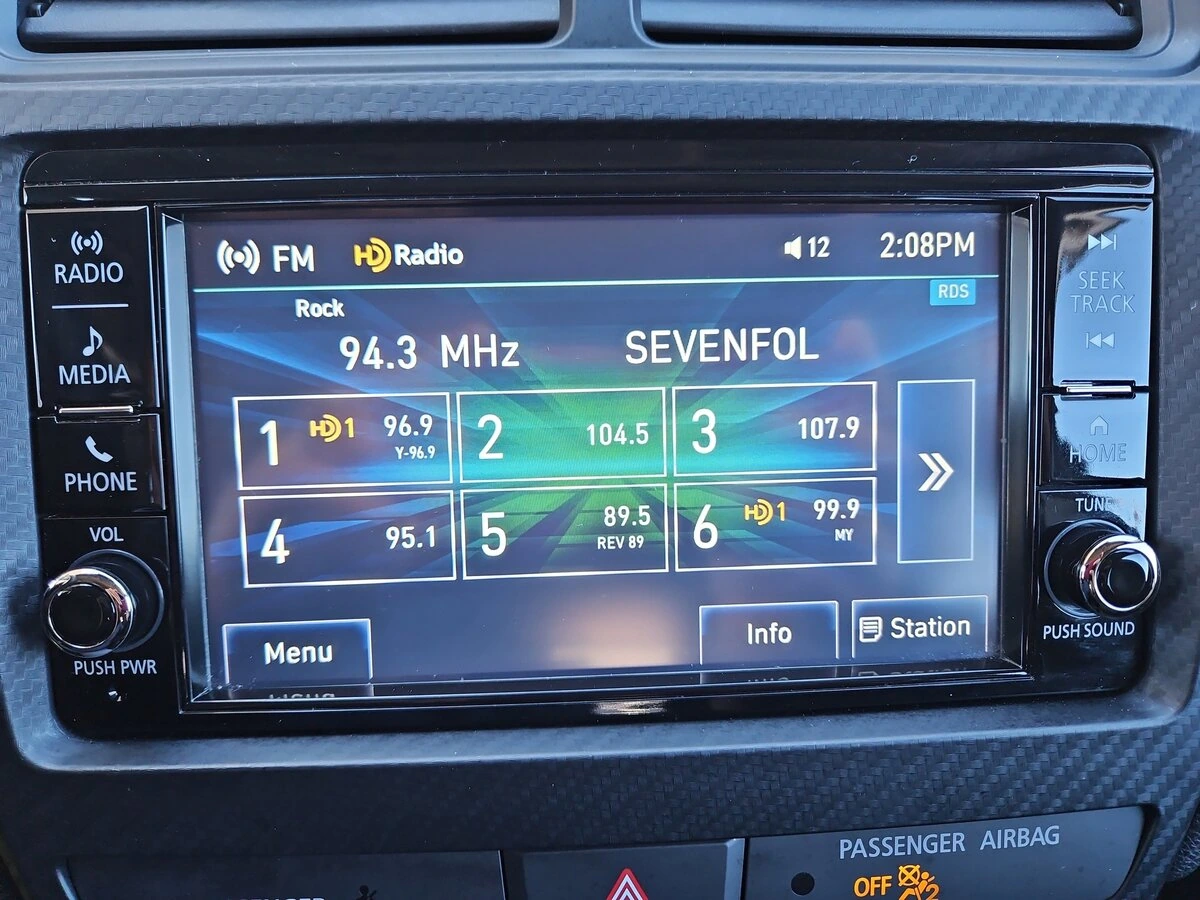 RADIO
MEDIA
PHONE
VOL
PUSH PWR
FM HD Radio 12 2:08PM
RDS
Rock
94.3 MHz SEVENFOL
1 HD1 96.9
Y-96.9
2 104.5
3 107.9
4 95.1
5 89.5
REV 89
6 HD1 99.9
MY
Menu
Info
Station
SEEK
TRACK
HOME
TUNE
PUSH SOUND
PASSENGER AIRBAG
OFF
2